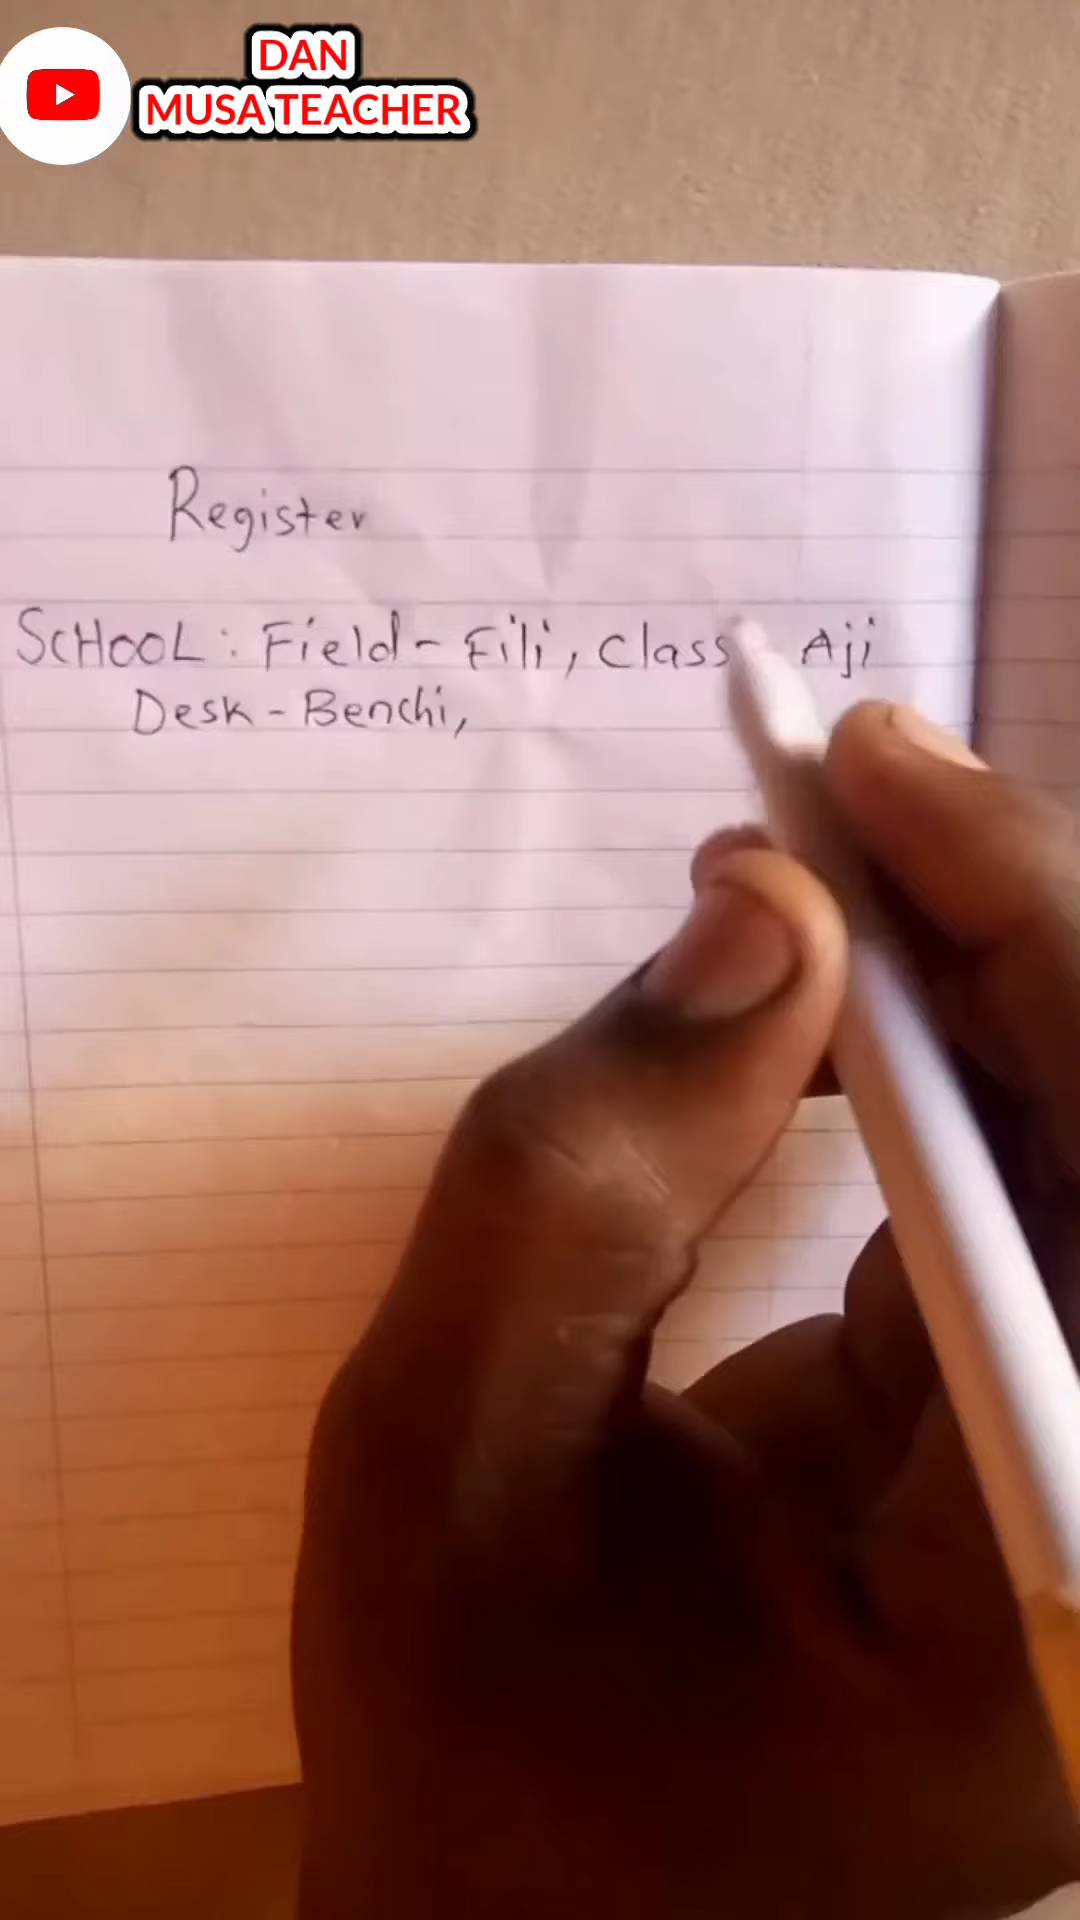 DAN
MUSA TEACHER
Register
SCHOOL: Field - Fili, Class Aji
Desk - Benchi,